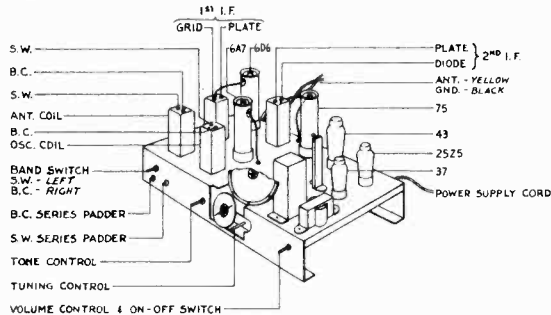 1ST I.F.
GRID PLATE
6A7 6D6
S.W.
B.C.
S.W.
ANT. COIL
B.C.
OSC. COIL
BAND SWITCH
S.W. - LEFT
B.C. - RIGHT
B.C. SERIES PADDER
S.W. SERIES PADDER
TONE CONTROL
TUNING CONTROL
VOLUME CONTROL & ON-OFF SWITCH
PLATE
DIODE
2ND I.F.
ANT. - YELLOW
GND. - BLACK
75
43
25Z5
37
POWER SUPPLY CORD